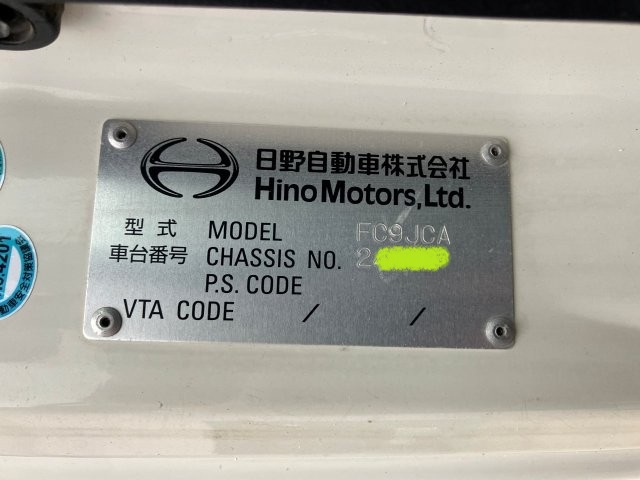 日野自動車株式会社
Hino Motors, Ltd.
型式 MODEL FC9JCA
車台番号 CHASSIS NO. 2
P.S. CODE
VTA CODE / /